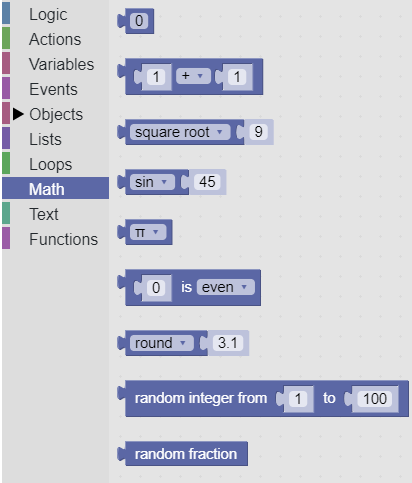 Logic
Actions
Variables
Events
Objects
Lists
Loops
Math
Text
Functions
0
1 + 1
square root 9
sin 45
π
0 is even
round 3.1
random integer from 1 to 100
random fraction